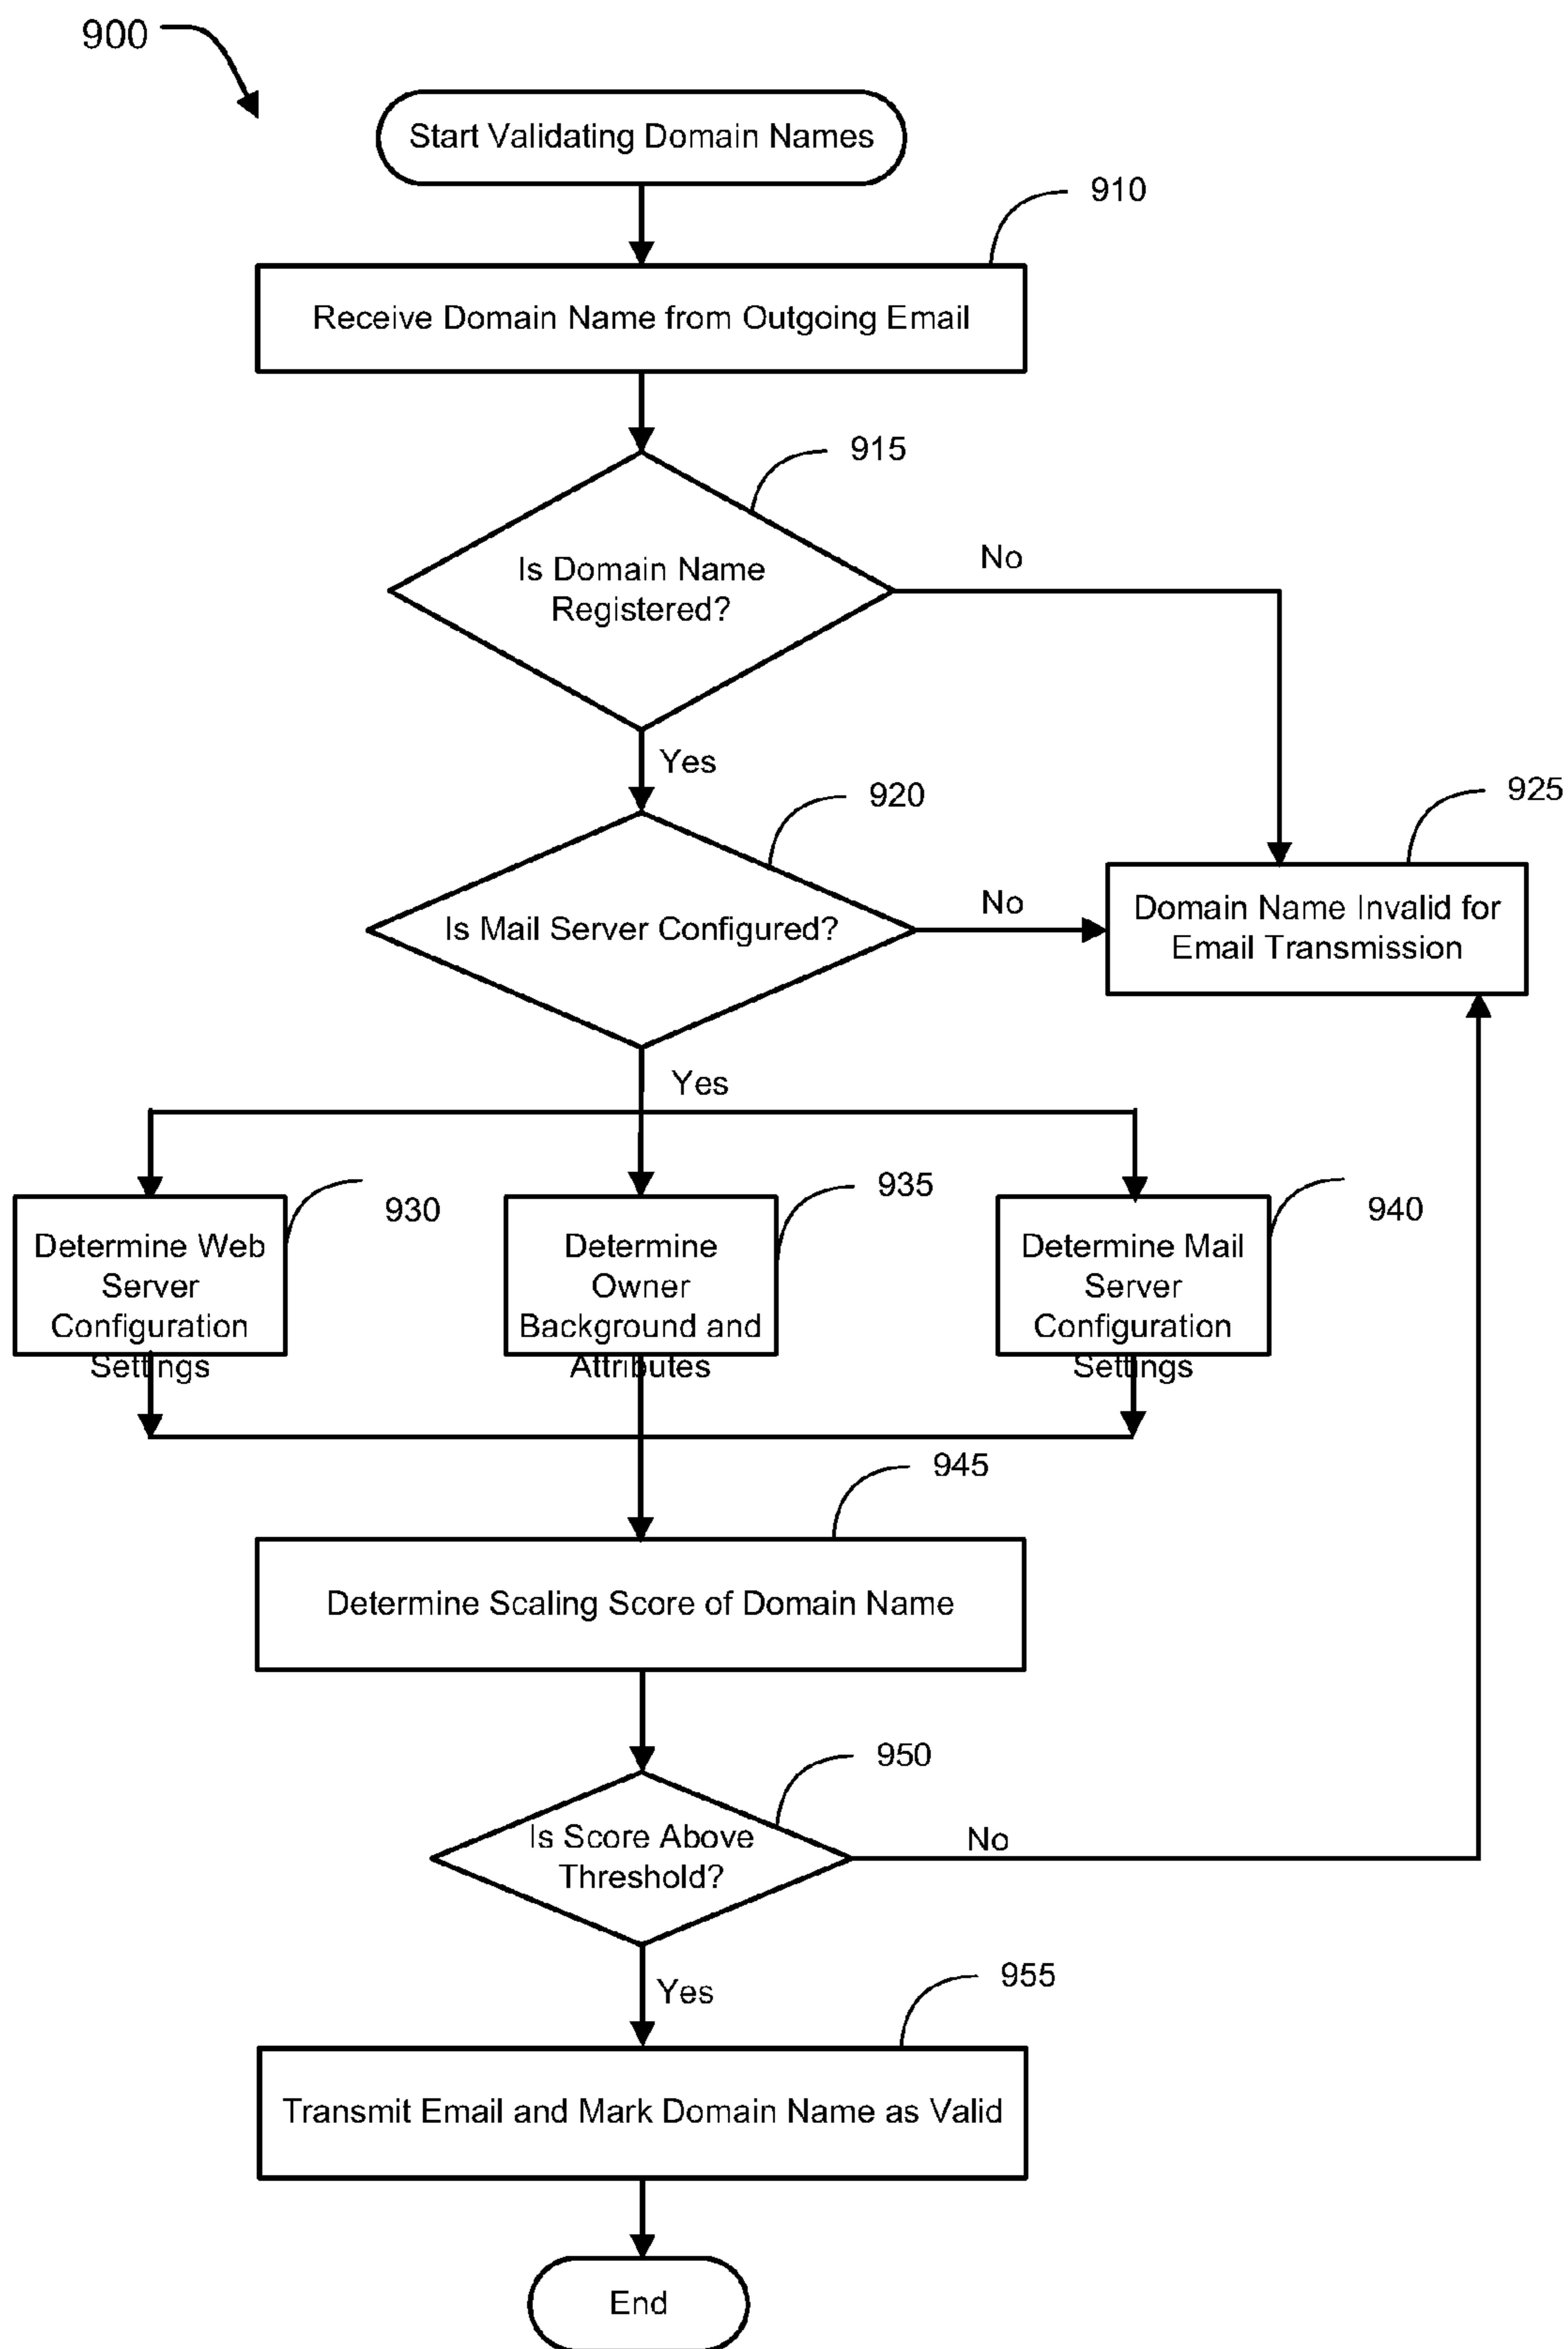 900
Start Validating Domain Names
910
Receive Domain Name from Outgoing Email
915
Is Domain Name
Registered?
No
Yes
920
925
Is Mail Server Configured?
No
Domain Name Invalid for
Email Transmission
Yes
930
935
940
Determine Web
Server
Configuration
Settings
Determine
Owner
Background and
Attributes
Determine Mail
Server
Configuration
Settings
945
Determine Scaling Score of Domain Name
950
Is Score Above
Threshold?
No
Yes
955
Transmit Email and Mark Domain Name as Valid
End